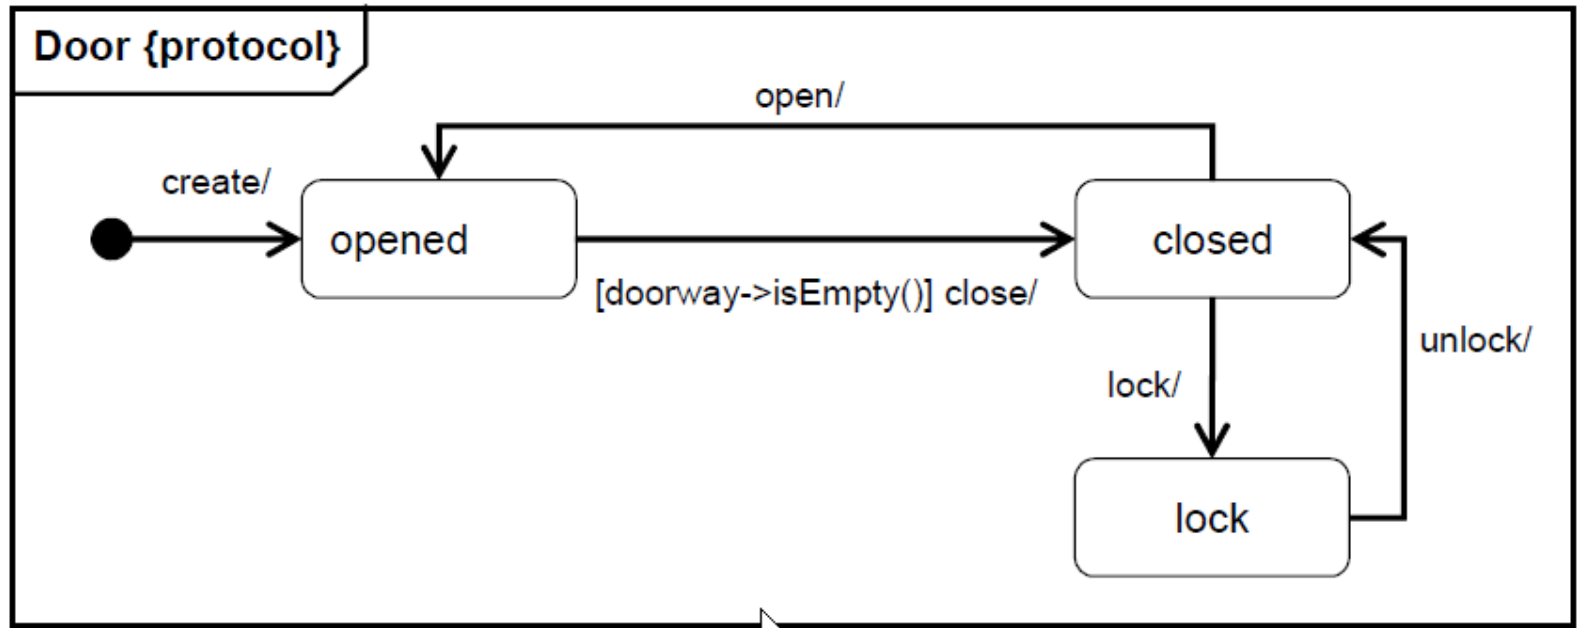 Door {protocol}
open/
create/
opened
closed
[doorway->isEmpty()] close/
unlock/
lock/
lock